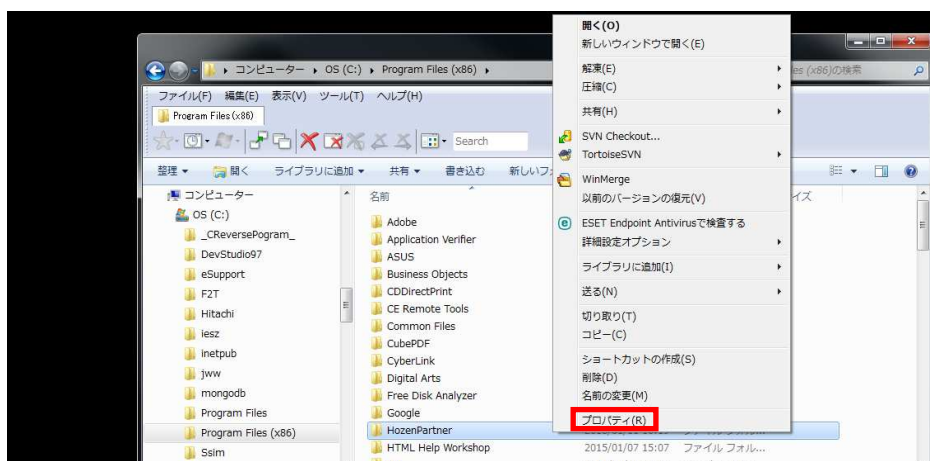 コンピューター ▸ OS (C:) ▸ Program Files (x86) ▸
es (x86)の検索
ファイル(F) 編集(E) 表示(V) ツール(T) ヘルプ(H)
Program Files (x86)
Search
整理 開く ライブラリに追加 共有 書き込む 新しいフ
コンピューター
OS (C:)
_CReversePogram_
DevStudio97
eSupport
F2T
Hitachi
iesz
inetpub
jww
mongodb
Program Files
Program Files (x86)
Ssim
名前
イズ
Adobe
Application Verifier
ASUS
Business Objects
CDDirectPrint
CE Remote Tools
Common Files
CubePDF
CyberLink
Digital Arts
Free Disk Analyzer
Google
HozenPartner
HTML Help Workshop 2015/01/07 15:07 ファイル フォル...
開く(O)
新しいウィンドウで開く(E)
解凍(E)
圧縮(C)
共有(H)
SVN Checkout...
TortoiseSVN
WinMerge
以前のバージョンの復元(V)
ESET Endpoint Antivirusで検査する
詳細設定オプション
ライブラリに追加(I)
送る(N)
切り取り(T)
コピー(C)
ショートカットの作成(S)
削除(D)
名前の変更(M)
プロパティ(R)